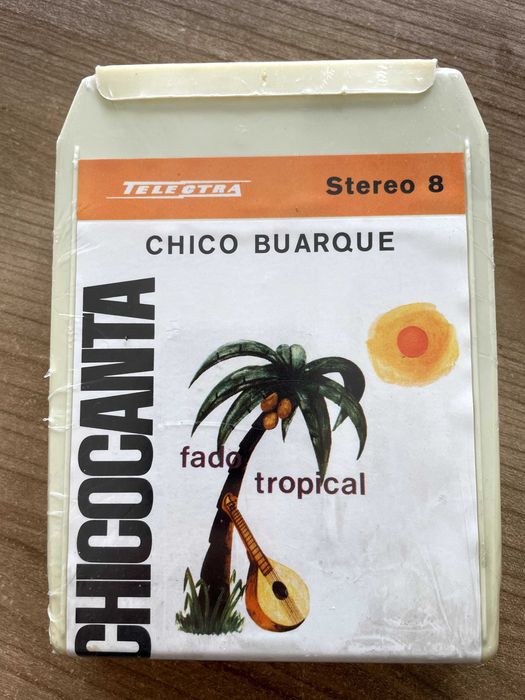 TELECTRA
Stereo 8
CHICO BUARQUE
CHICOCANTA
fado
tropical